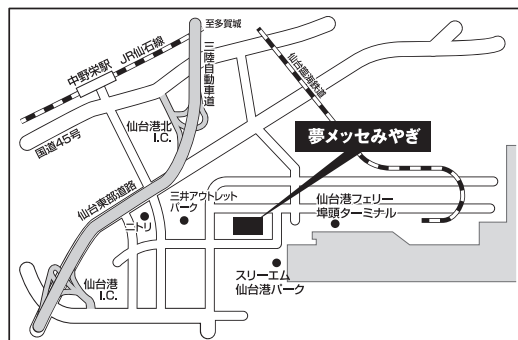 至多賀城
JR仙石線
中野栄駅
三陸自動車道
仙台臨海鉄道
仙台港北
I.C.
国道45号
夢メッセみやぎ
仙台東部道路
三井アウトレット
パーク
仙台港フェリー
埠頭ターミナル
ニトリ
仙台港
I.C.
スリーエム
仙台港パーク